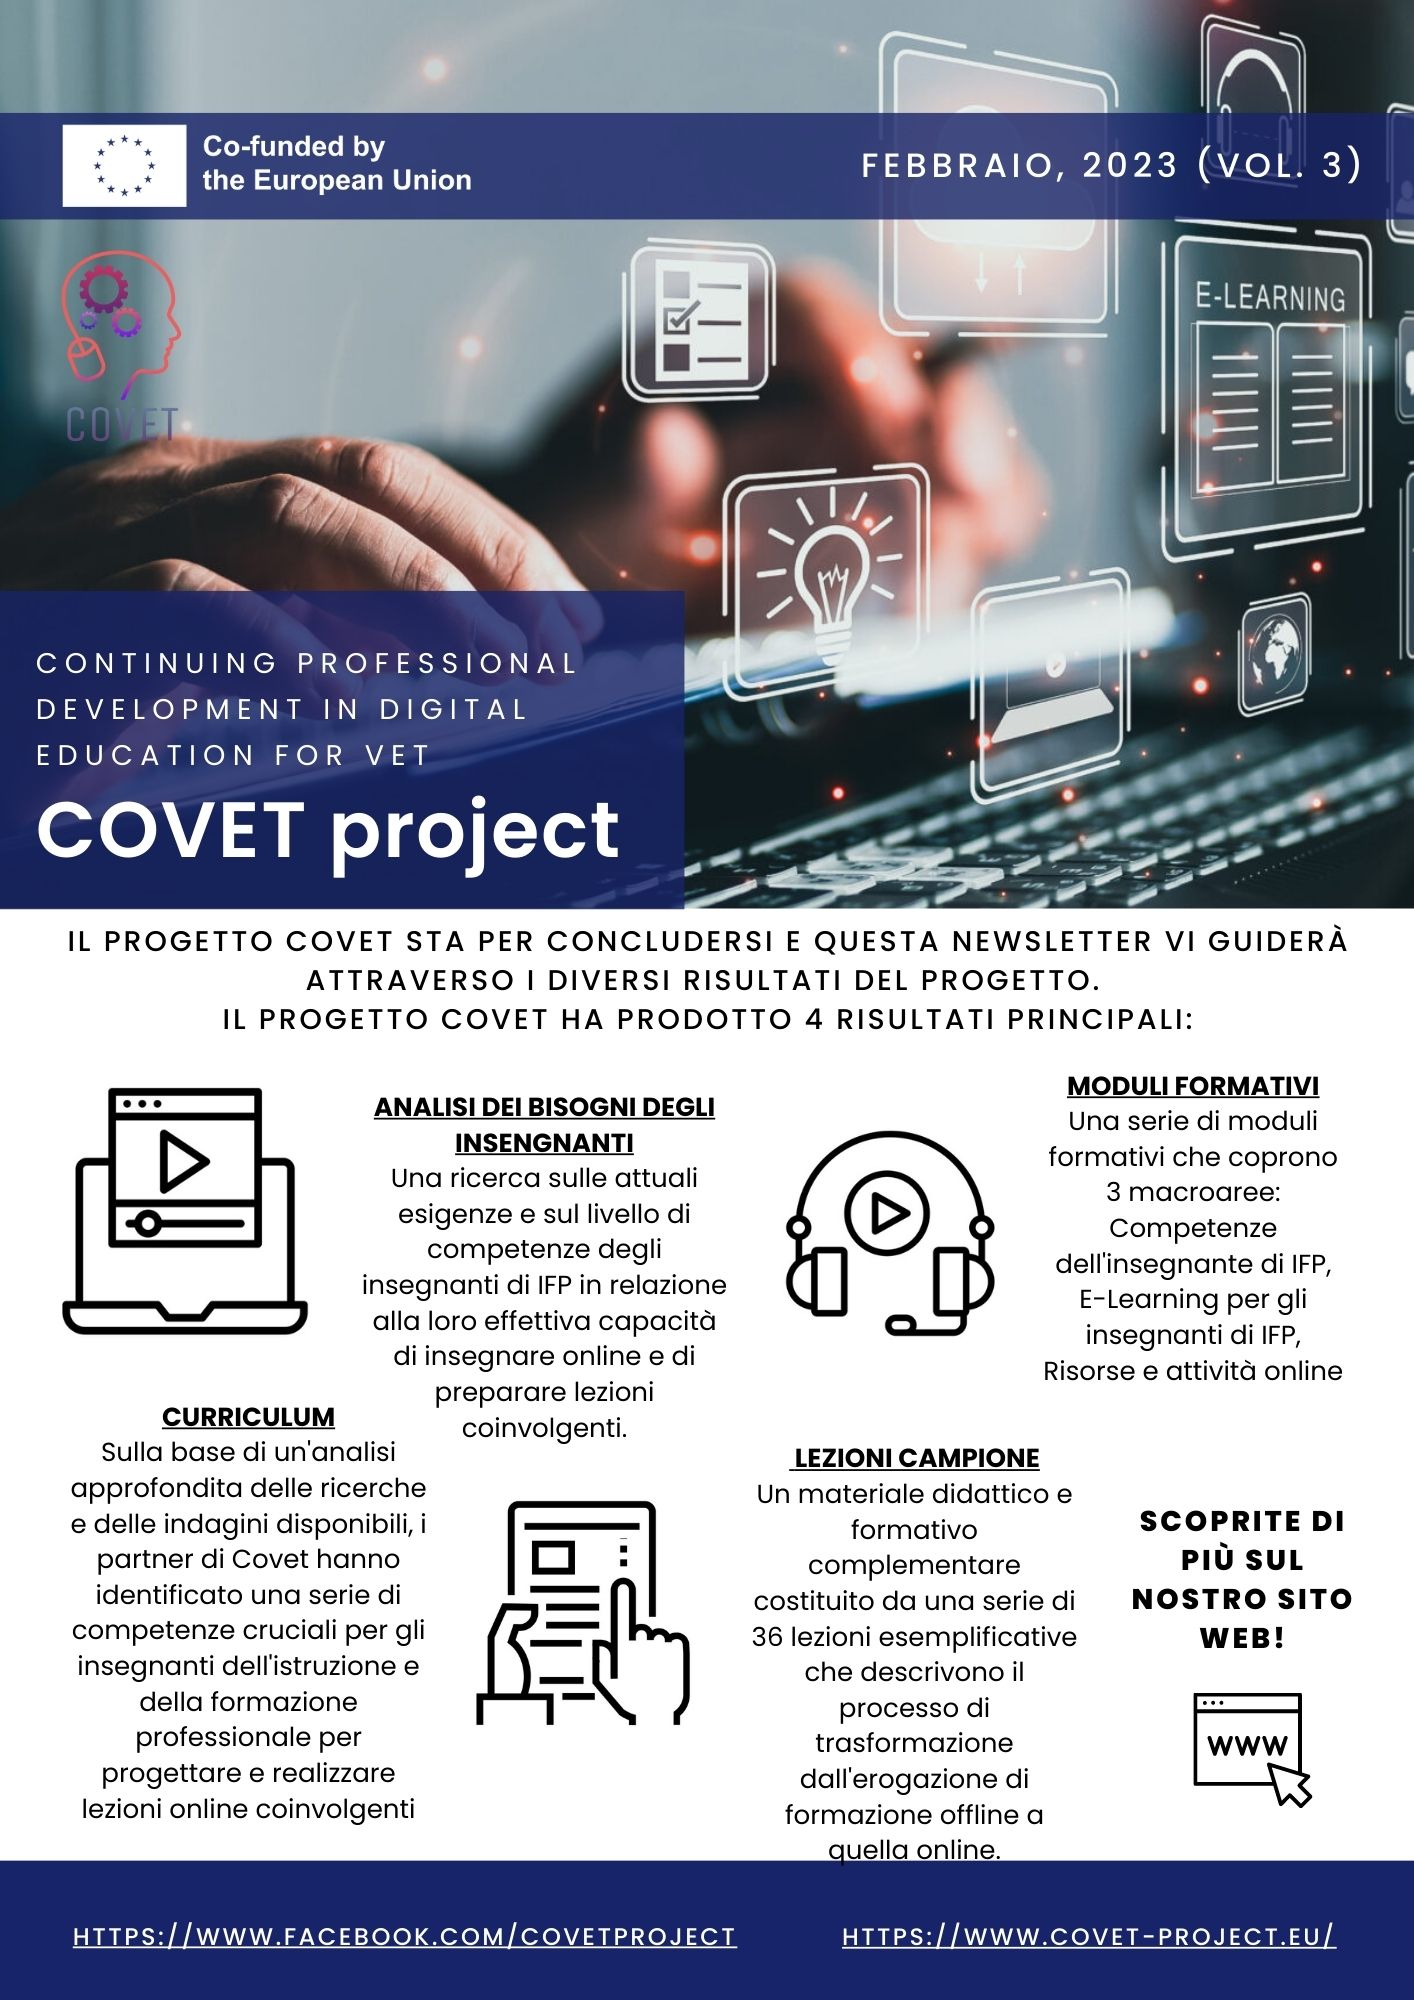 Co-funded by
the European Union
FEBBRAIO, 2023 (VOL. 3)
COVET
E-LEARNING
CONTINUING PROFESSIONAL
DEVELOPMENT IN DIGITAL
EDUCATION FOR VET
COVET project
IL PROGETTO COVET STA PER CONCLUDERSI E QUESTA NEWSLETTER VI GUIDERÀ
ATTRAVERSO I DIVERSI RISULTATI DEL PROGETTO.
IL PROGETTO COVET HA PRODOTTO 4 RISULTATI PRINCIPALI:
ANALISI DEI BISOGNI DEGLI
INSENGNANTI
Una ricerca sulle attuali
esigenze e sul livello di
competenze degli
insegnanti di IFP in relazione
alla loro effettiva capacità
di insegnare online e di
preparare lezioni
coinvolgenti.
MODULI FORMATIVI
Una serie di moduli
formativi che coprono
3 macroaree:
Competenze
dell'insegnante di IFP,
E-Learning per gli
insegnanti di IFP,
Risorse e attività online
CURRICULUM
Sulla base di un'analisi
approfondita delle ricerche
e delle indagini disponibili, i
partner di Covet hanno
identificato una serie di
competenze cruciali per gli
insegnanti dell'istruzione e
della formazione
professionale per
progettare e realizzare
lezioni online coinvolgenti
LEZIONI CAMPIONE
Un materiale didattico e
formativo
complementare
costituito da una serie di
36 lezioni esemplificative
che descrivono il
processo di
trasformazione
dall'erogazione di
formazione offline a
quella online.
SCOPRITE DI
PIÙ SUL
NOSTRO SITO
WEB!
WWW
HTTPS://WWW.FACEBOOK.COM/COVETPROJECT
HTTPS://WWW.COVET-PROJECT.EU/